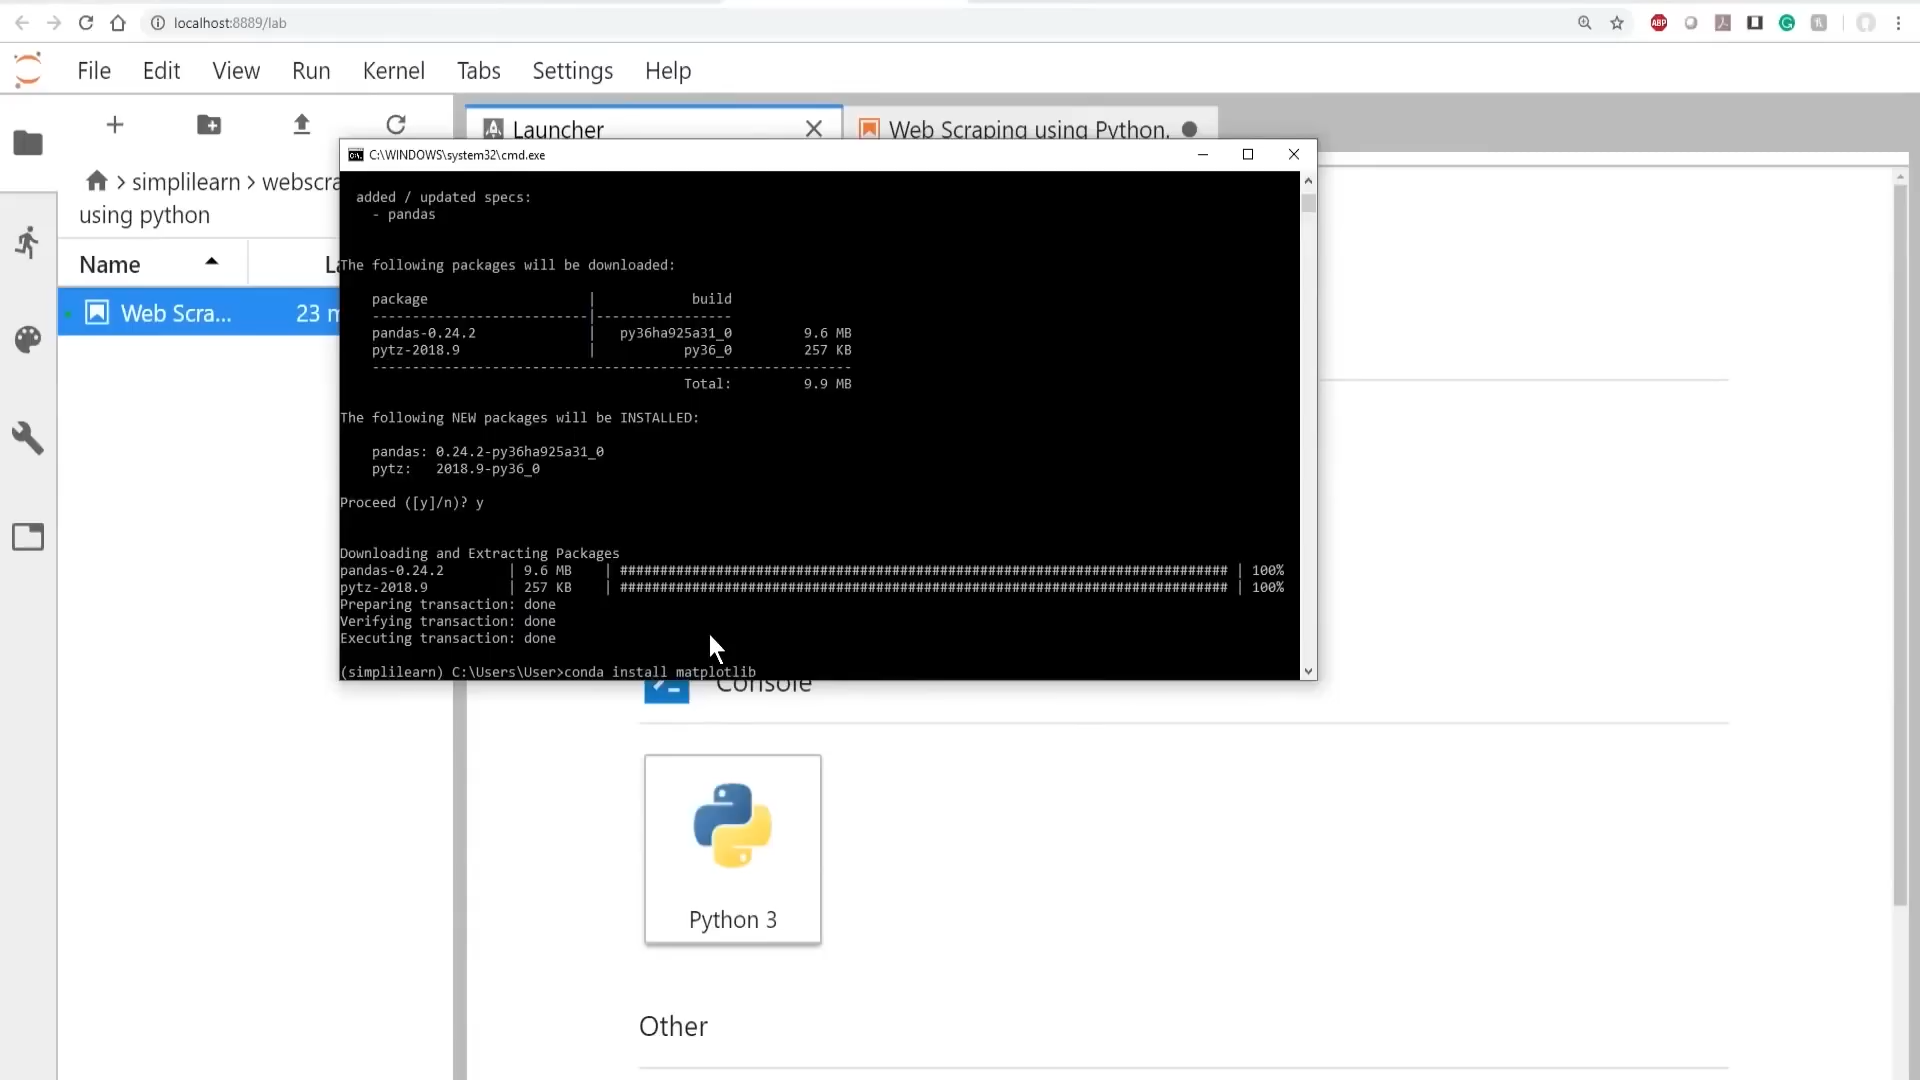 localhost:8889/lab
ABP
File Edit View Run Kernel Tabs Settings Help
Launcher
Web Scraping using Python.
C:\WINDOWS\system32\cmd.exe
simplilearn > webscra
using python
Name
Web Scra... 23 m
added / updated specs:
- pandas
The following packages will be downloaded:
package | build
---------------------------|-----------------
pandas-0.24.2 | py36ha925a31_0 9.6 MB
pytz-2018.9 | py36_0 257 KB
------------------------------------------------------------
Total: 9.9 MB
The following NEW packages will be INSTALLED:
pandas: 0.24.2-py36ha925a31_0
pytz: 2018.9-py36_0
Proceed ([y]/n)? y
Downloading and Extracting Packages
pandas-0.24.2 | 9.6 MB | ############################################################################ | 100%
pytz-2018.9 | 257 KB | ############################################################################ | 100%
Preparing transaction: done
Verifying transaction: done
Executing transaction: done
(simplilearn) C:\Users\User>conda install matplotlib
Console
Python 3
Other